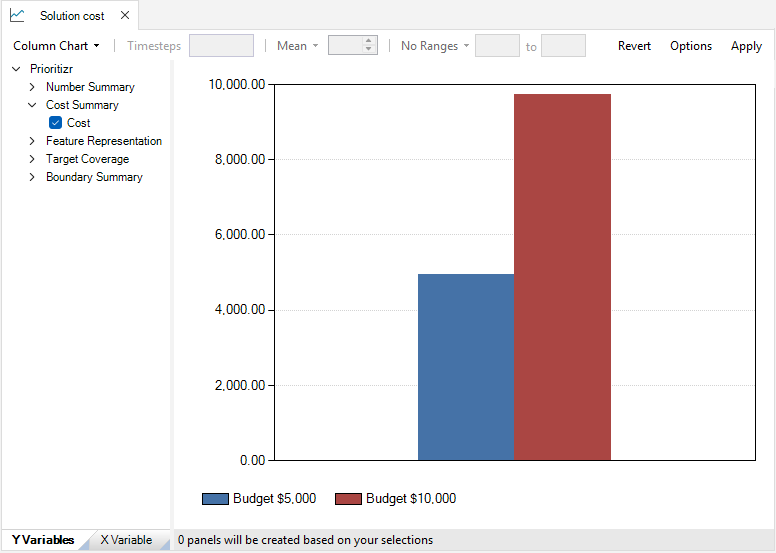 Solution cost
Column Chart Timesteps Mean No Ranges to Revert Options Apply
Prioritizr
Number Summary
Cost Summary
Cost
Feature Representation
Target Coverage
Boundary Summary
10,000.00
8,000.00
6,000.00
4,000.00
2,000.00
0.00
Budget $5,000 Budget $10,000
Y Variables X Variable 0 panels will be created based on your selections